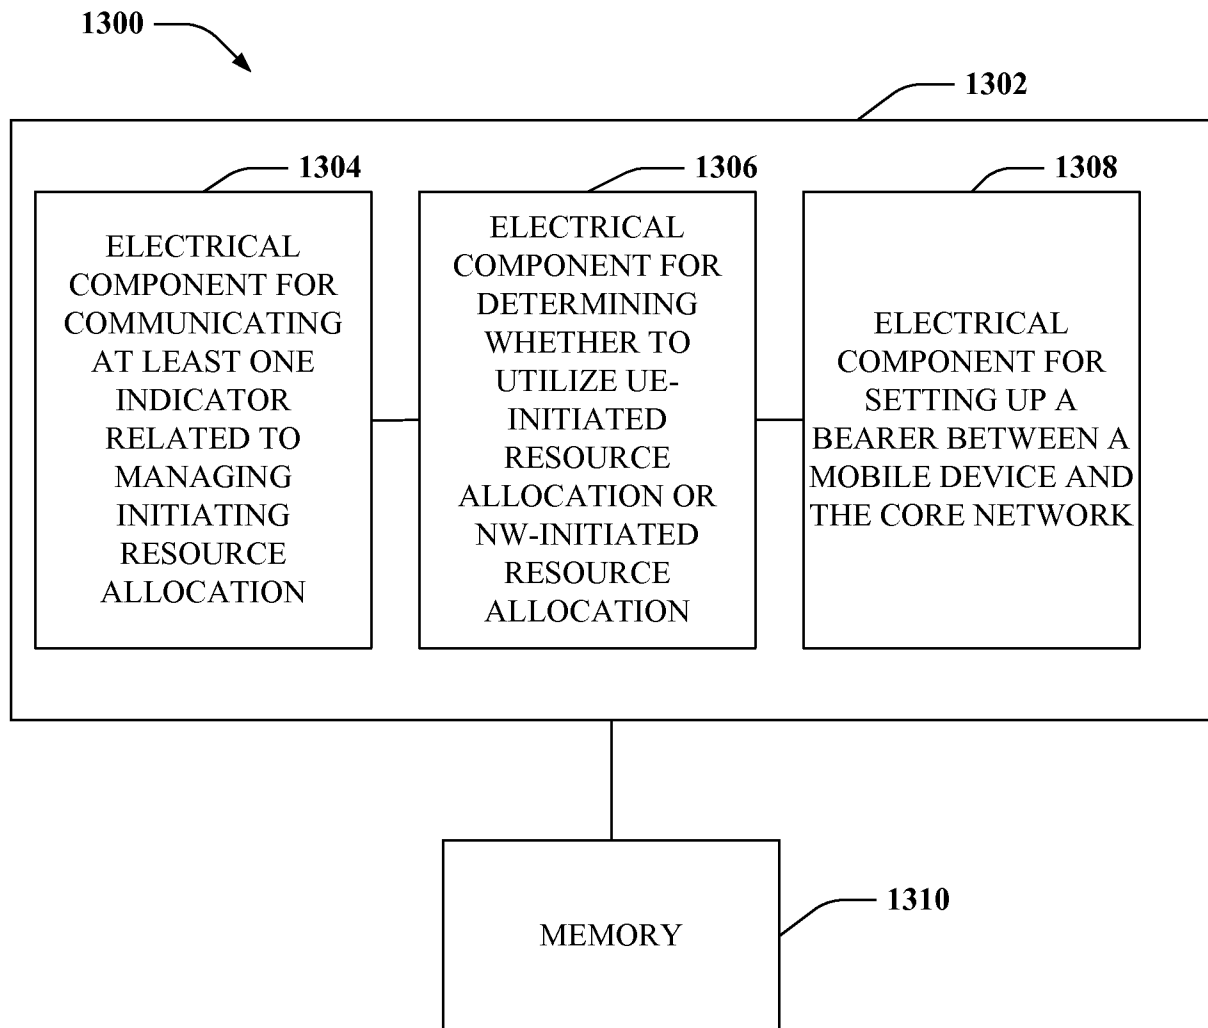 1300
1302
1304
ELECTRICAL
COMPONENT FOR
COMMUNICATING
AT LEAST ONE
INDICATOR
RELATED TO
MANAGING
INITIATING
RESOURCE
ALLOCATION
1306
ELECTRICAL
COMPONENT FOR
DETERMINING
WHETHER TO
UTILIZE UE-
INITIATED
RESOURCE
ALLOCATION OR
NW-INITIATED
RESOURCE
ALLOCATION
1308
ELECTRICAL
COMPONENT FOR
SETTING UP A
BEARER BETWEEN A
MOBILE DEVICE AND
THE CORE NETWORK
1310
MEMORY